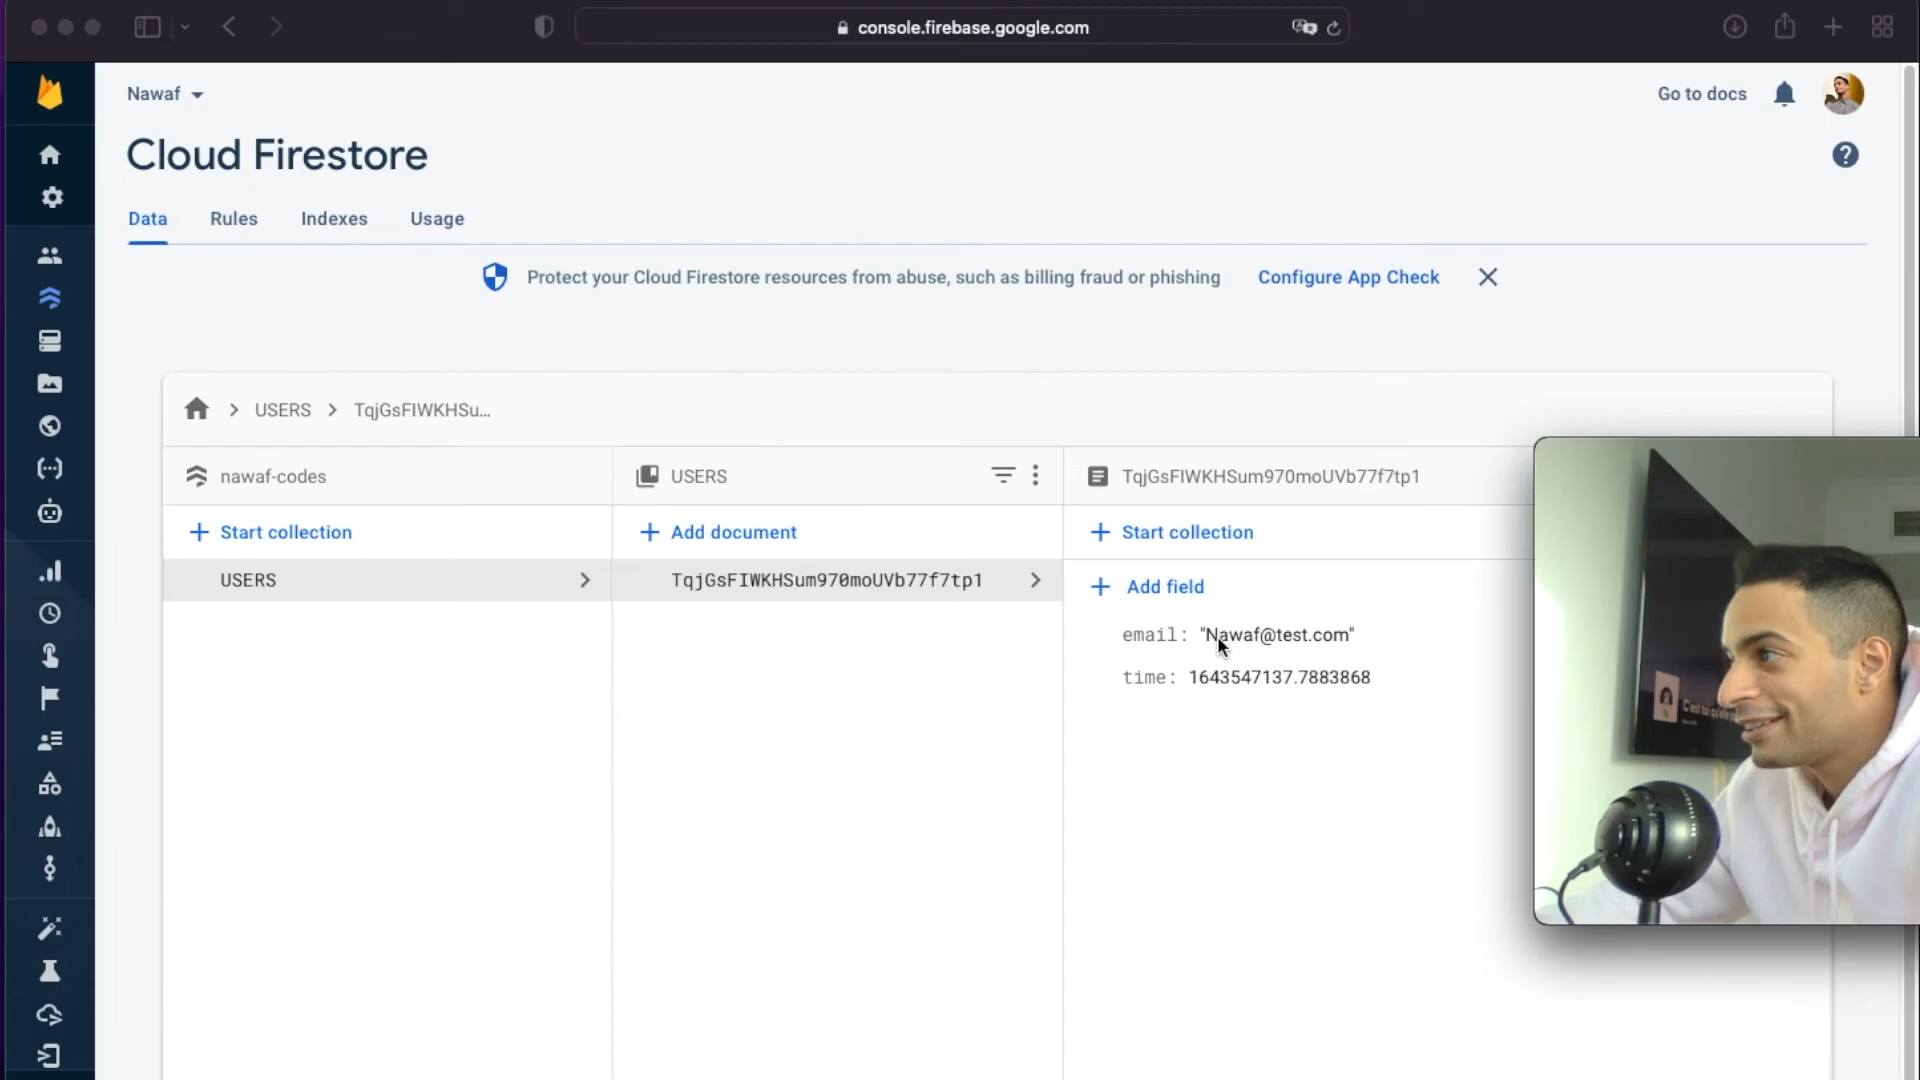 console.firebase.google.com
Nawaf
Go to docs
Cloud Firestore
Data Rules Indexes Usage
Protect your Cloud Firestore resources from abuse, such as billing fraud or phishing Configure App Check
USERS TqjGsFIWKHSu...
nawaf-codes USERS TqjGsFIWKHSum970moUVb77f7tp1
Start collection Add document Start collection
USERS TqjGsFIWKHSum970moUVb77f7tp1
Add field
email: "Nawaf@test.com"
time: 1643547137.7883868
C'est toi